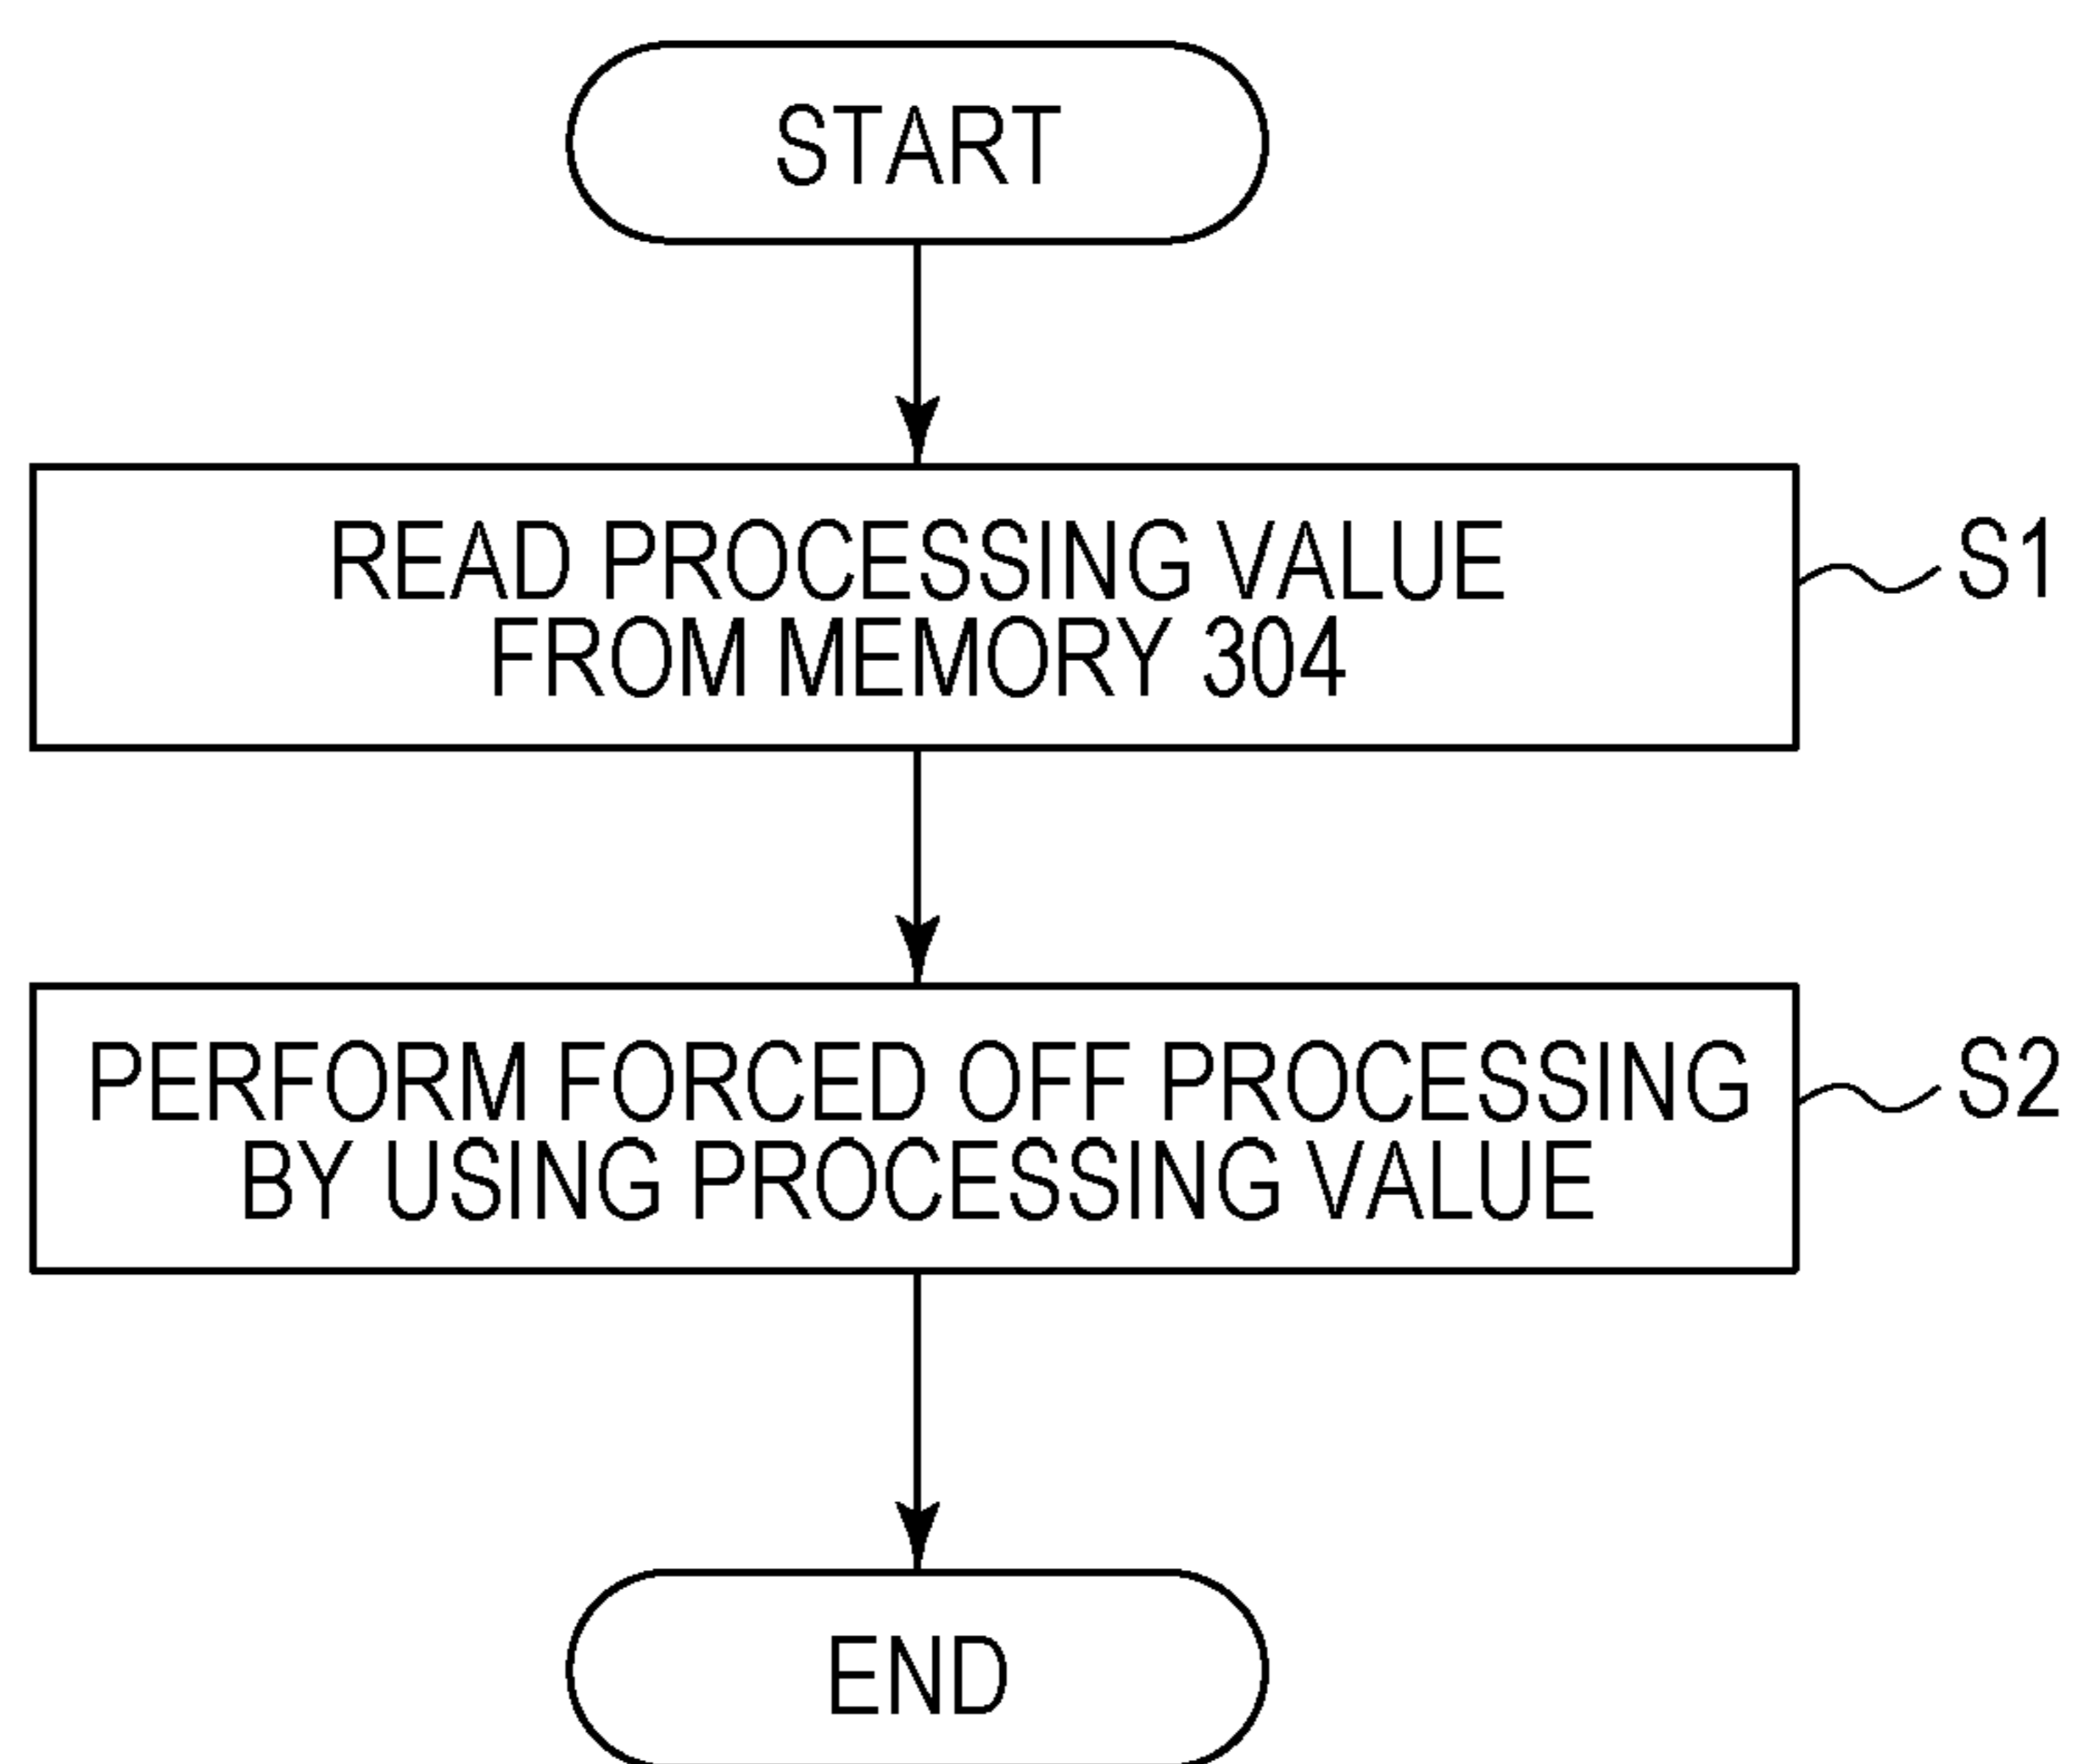 START
READ PROCESSING VALUE
FROM MEMORY 304
S1
PERFORM FORCED OFF PROCESSING
BY USING PROCESSING VALUE
S2
END